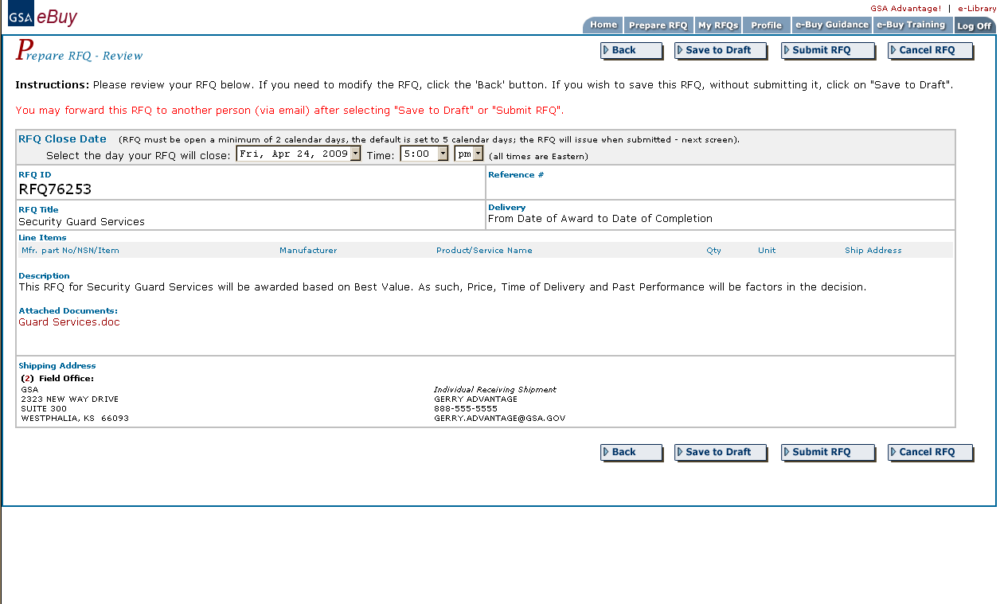 GSA Advantage! | e-Library
GSA eBuy
Home Prepare RFQ My RFQs Profile e-Buy Guidance e-Buy Training Log Off
Prepare RFQ - Review
Back Save to Draft Submit RFQ Cancel RFQ
Instructions: Please review your RFQ below. If you need to modify the RFQ, click the 'Back' button. If you wish to save this RFQ, without submitting it, click on "Save to Draft".
You may forward this RFQ to another person (via email) after selecting "Save to Draft" or "Submit RFQ".
RFQ Close Date (RFQ must be open a minimum of 2 calendar days, the default is set to 5 calendar days; the RFQ will issue when submitted - next screen).
Select the day your RFQ will close: Fri, Apr 24, 2009 Time: 5:00 pm (all times are Eastern)
RFQ ID
RFQ76253
Reference #
RFQ Title
Security Guard Services
Delivery
From Date of Award to Date of Completion
Line Items
Mfr. part No/NSN/Item Manufacturer Product/Service Name Qty Unit Ship Address
Description
This RFQ for Security Guard Services will be awarded based on Best Value. As such, Price, Time of Delivery and Past Performance will be factors in the decision.
Attached Documents:
Guard Services.doc
Shipping Address
(2) Field Office:
GSA
2323 NEW WAY DRIVE
SUITE 300
WESTPHALIA, KS 66093
Individual Receiving Shipment
GERRY ADVANTAGE
888-555-5555
GERRY.ADVANTAGE@GSA.GOV
Back Save to Draft Submit RFQ Cancel RFQ